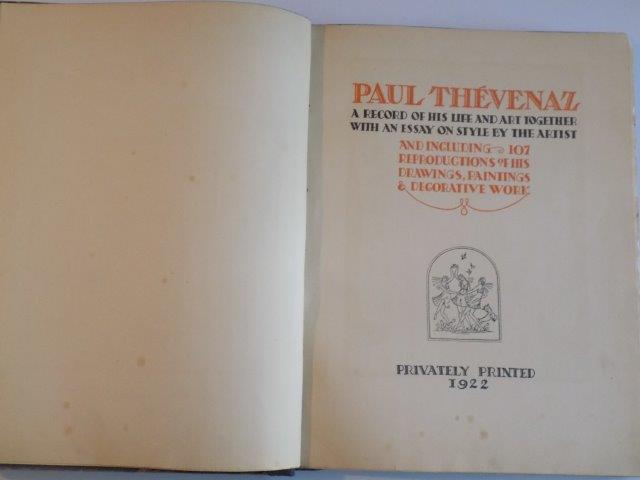 PAUL THÉVENAZ
A RECORD OF HIS LIFE AND ART TOGETHER
WITH AN ESSAY ON STYLE BY THE ARTIST
AND INCLUDING 107
REPRODUCTIONS OF HIS
DRAWINGS, PAINTINGS
& DECORATIVE WORK
PRIVATELY PRINTED
1922